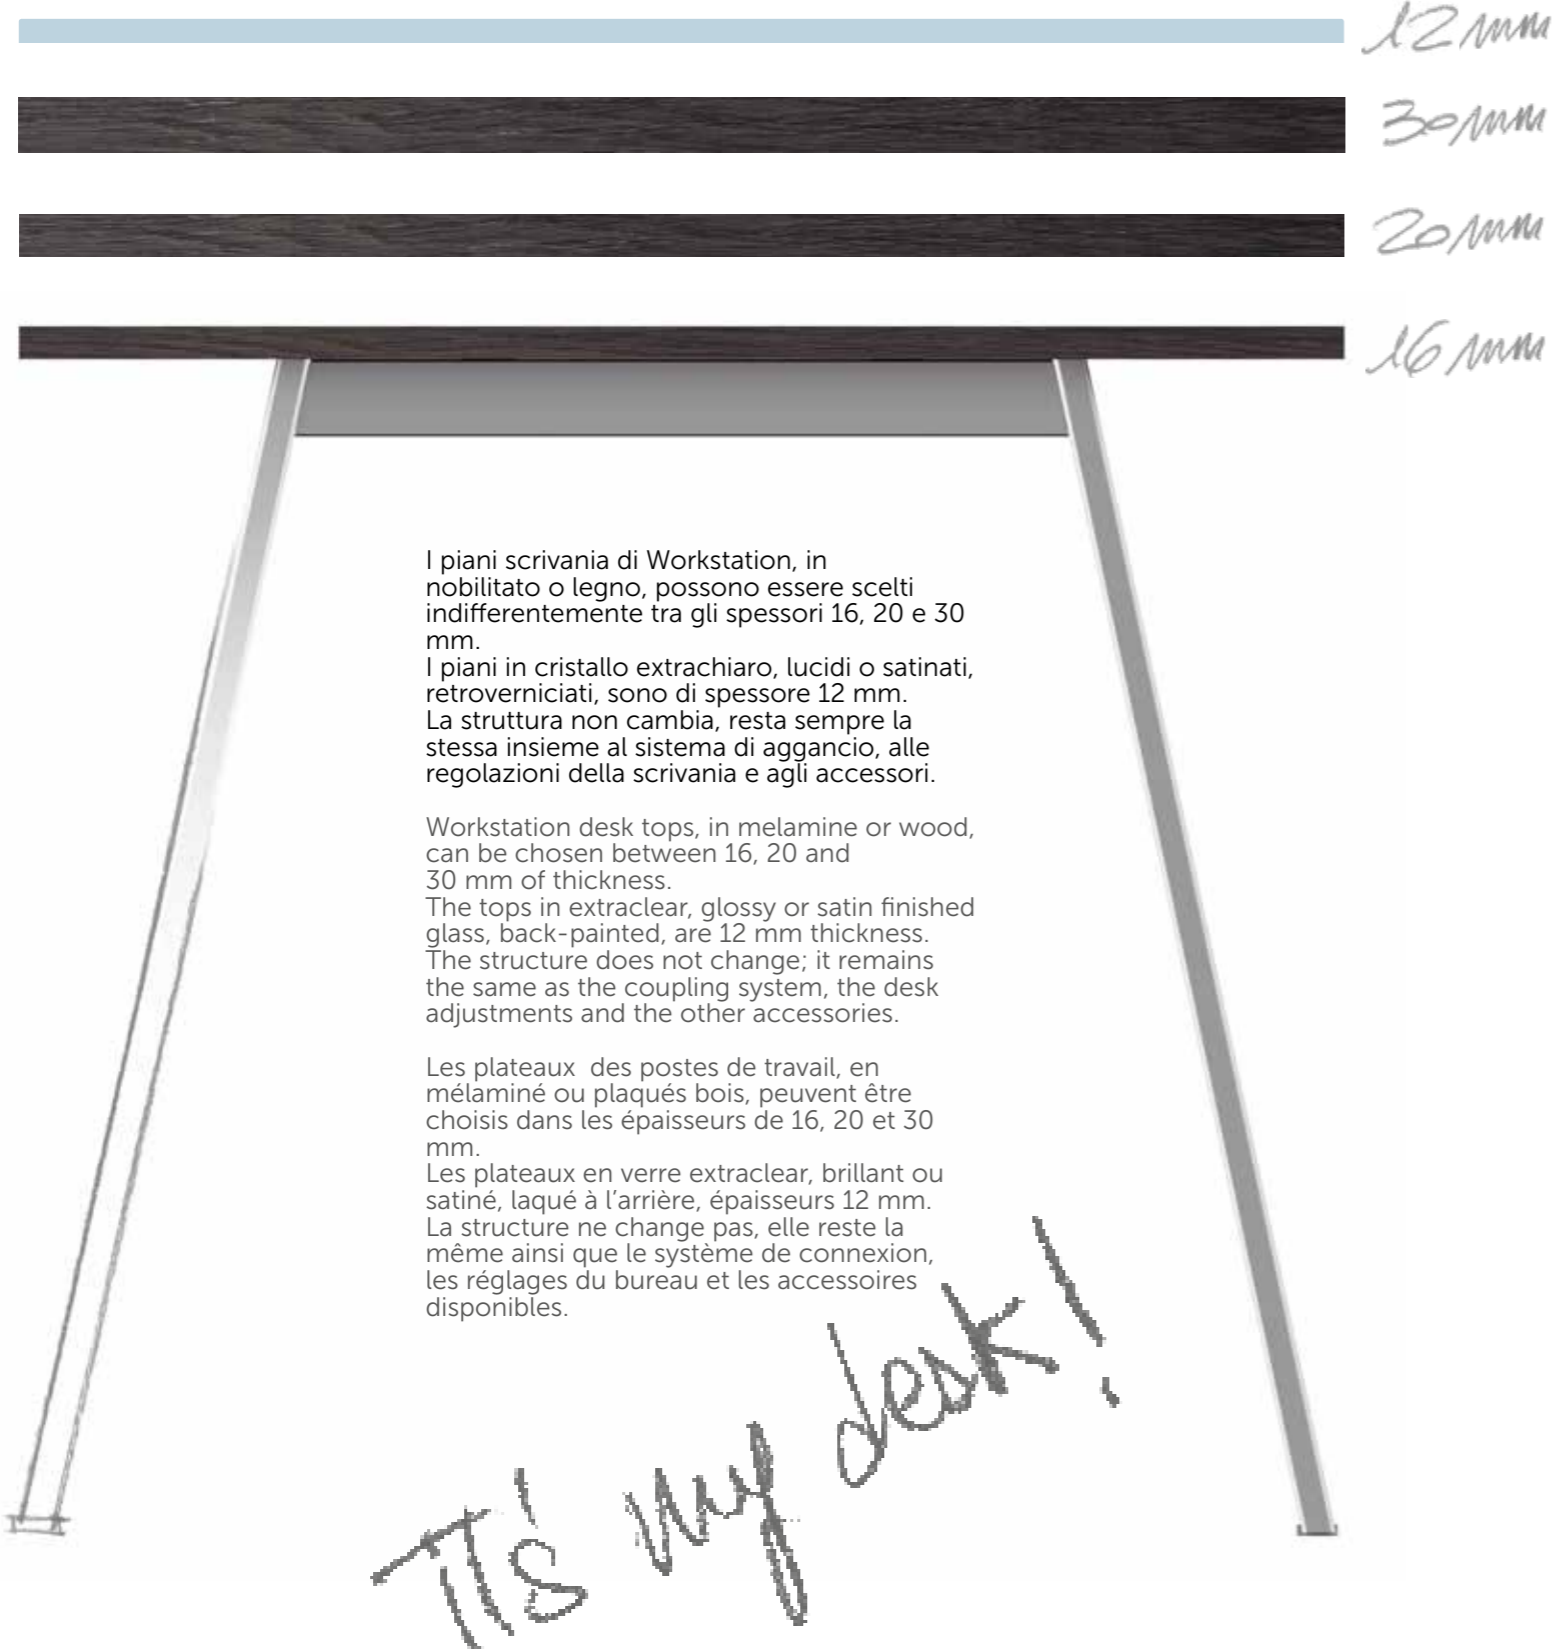 12 mm
30 mm
20 mm
16 mm
I piani scrivania di Workstation, in
nobilitato o legno, possono essere scelti
indifferentemente tra gli spessori 16, 20 e 30
mm.
I piani in cristallo extrachiaro, lucidi o satinati,
retroverniciati, sono di spessore 12 mm.
La struttura non cambia, resta sempre la
stessa insieme al sistema di aggancio, alle
regolazioni della scrivania e agli accessori.
Workstation desk tops, in melamine or wood,
can be chosen between 16, 20 and
30 mm of thickness.
The tops in extraclear, glossy or satin finished
glass, back-painted, are 12 mm thickness.
The structure does not change; it remains
the same as the coupling system, the desk
adjustments and the other accessories.
Les plateaux  des postes de travail, en
mélaminé ou plaqués bois, peuvent être
choisis dans les épaisseurs de 16, 20 et 30
mm.
Les plateaux en verre extraclear, brillant ou
satiné, laqué à l’arrière, épaisseurs 12 mm.
La structure ne change pas, elle reste la
même ainsi que le système de connexion,
les réglages du bureau et les accessoires
disponibles.
It's my desk!